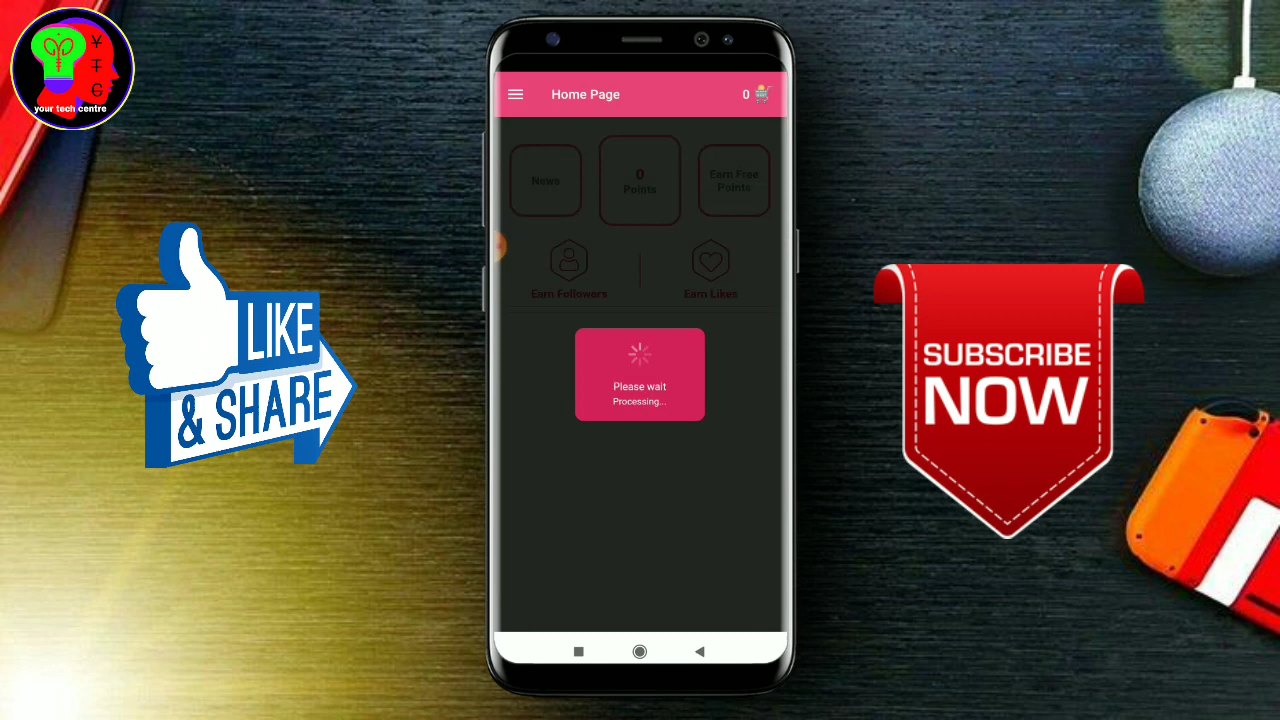 ¥
T
G
your tech centre
Home Page
0
News
0
Points
Earn Free
Points
Earn Followers
Earn Likes
Please wait
Processing...
LIKE
& SHARE
SUBSCRIBE
NOW